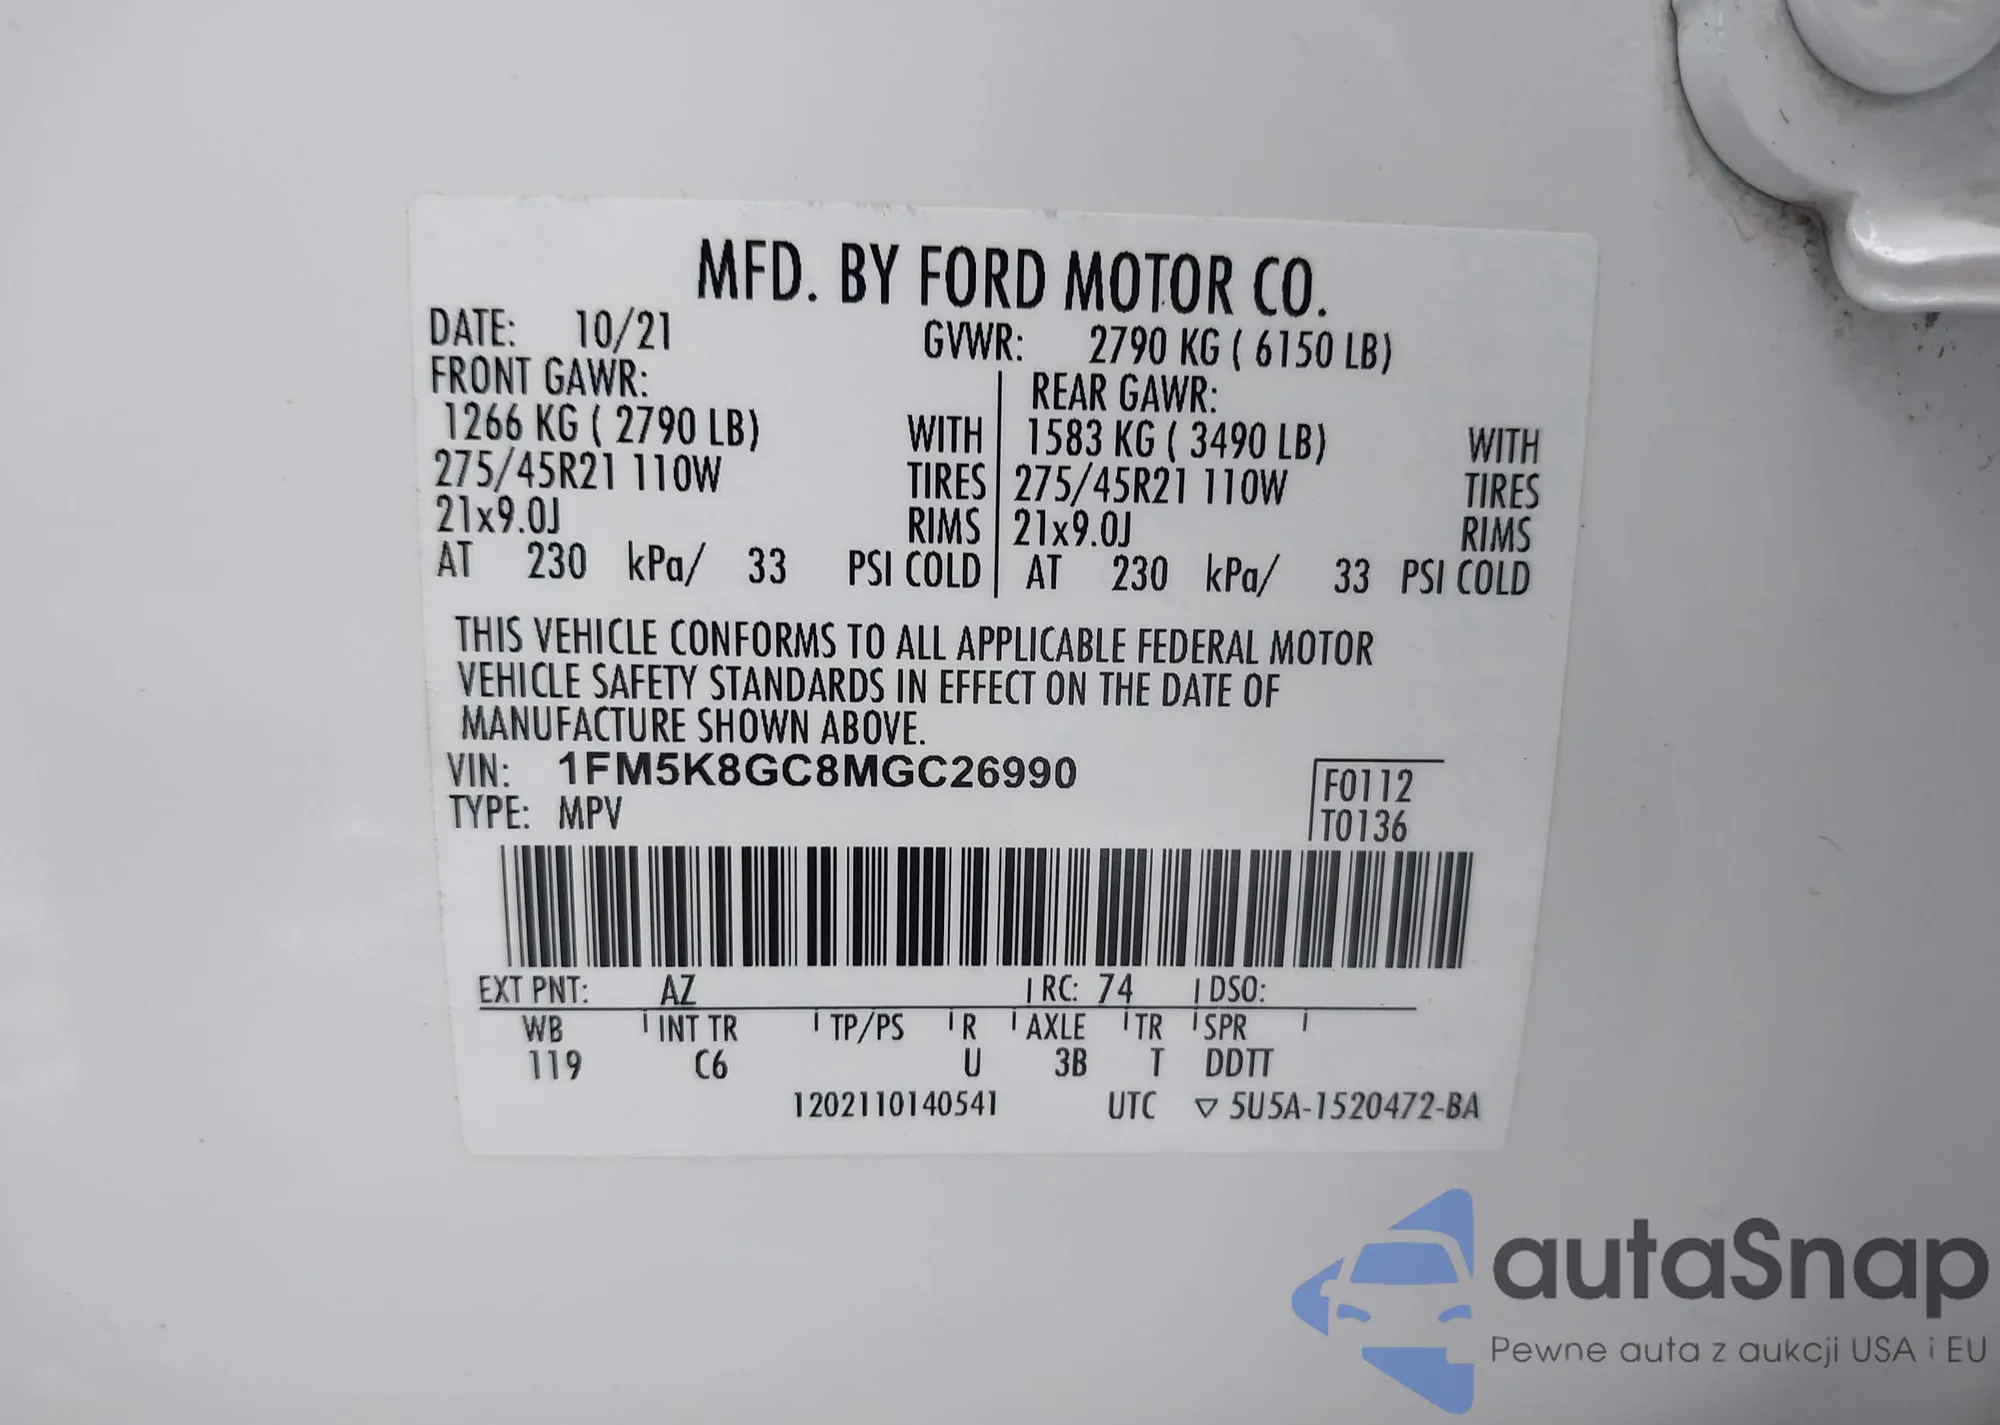 MFD. BY FORD MOTOR CO.
DATE: 10/21 GVWR: 2790 KG ( 6150 LB)
FRONT GAWR: REAR GAWR:
1266 KG ( 2790 LB) WITH 1583 KG ( 3490 LB) WITH
275/45R21 110W TIRES 275/45R21 110W TIRES
21x9.0J RIMS 21x9.0J RIMS
AT 230 kPa/ 33 PSI COLD AT 230 kPa/ 33 PSI COLD
THIS VEHICLE CONFORMS TO ALL APPLICABLE FEDERAL MOTOR
VEHICLE SAFETY STANDARDS IN EFFECT ON THE DATE OF
MANUFACTURE SHOWN ABOVE.
VIN: 1FM5K8GC8MGC26990
TYPE: MPV
F0112
T0136
EXT PNT: AZ RC: 74 DSO:
WB INT TR TP/PS R AXLE TR SPR
119 C6 U 3B T DDTT
1202110140541 UTC ▽ 5U5A-1520472-BA
autaSnap
Pewne auta z aukcji USA i EU